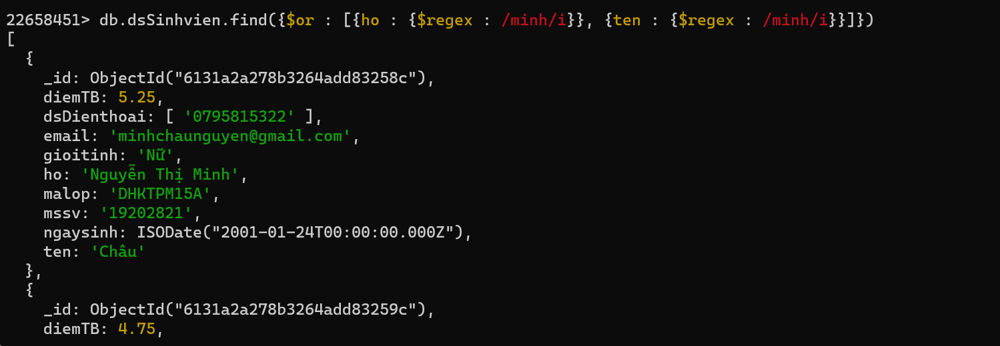 22658451> db.dsSinhvien.find({$or : [{ho : {$regex : /minh/i}}, {ten : {$regex : /minh/i}}]})
[
  {
    _id: ObjectId("6131a2a278b3264add83258c"),
    diemTB: 5.25,
    dsDienthoai: [ '0795815322' ],
    email: 'minhchaunguyen@gmail.com',
    gioitinh: 'Nữ',
    ho: 'Nguyễn Thị Minh',
    malop: 'DHKTPM15A',
    mssv: '19202821',
    ngaysinh: ISODate("2001-01-24T00:00:00.000Z"),
    ten: 'Châu'
  },
  {
    _id: ObjectId("6131a2a278b3264add83259c"),
    diemTB: 4.75,